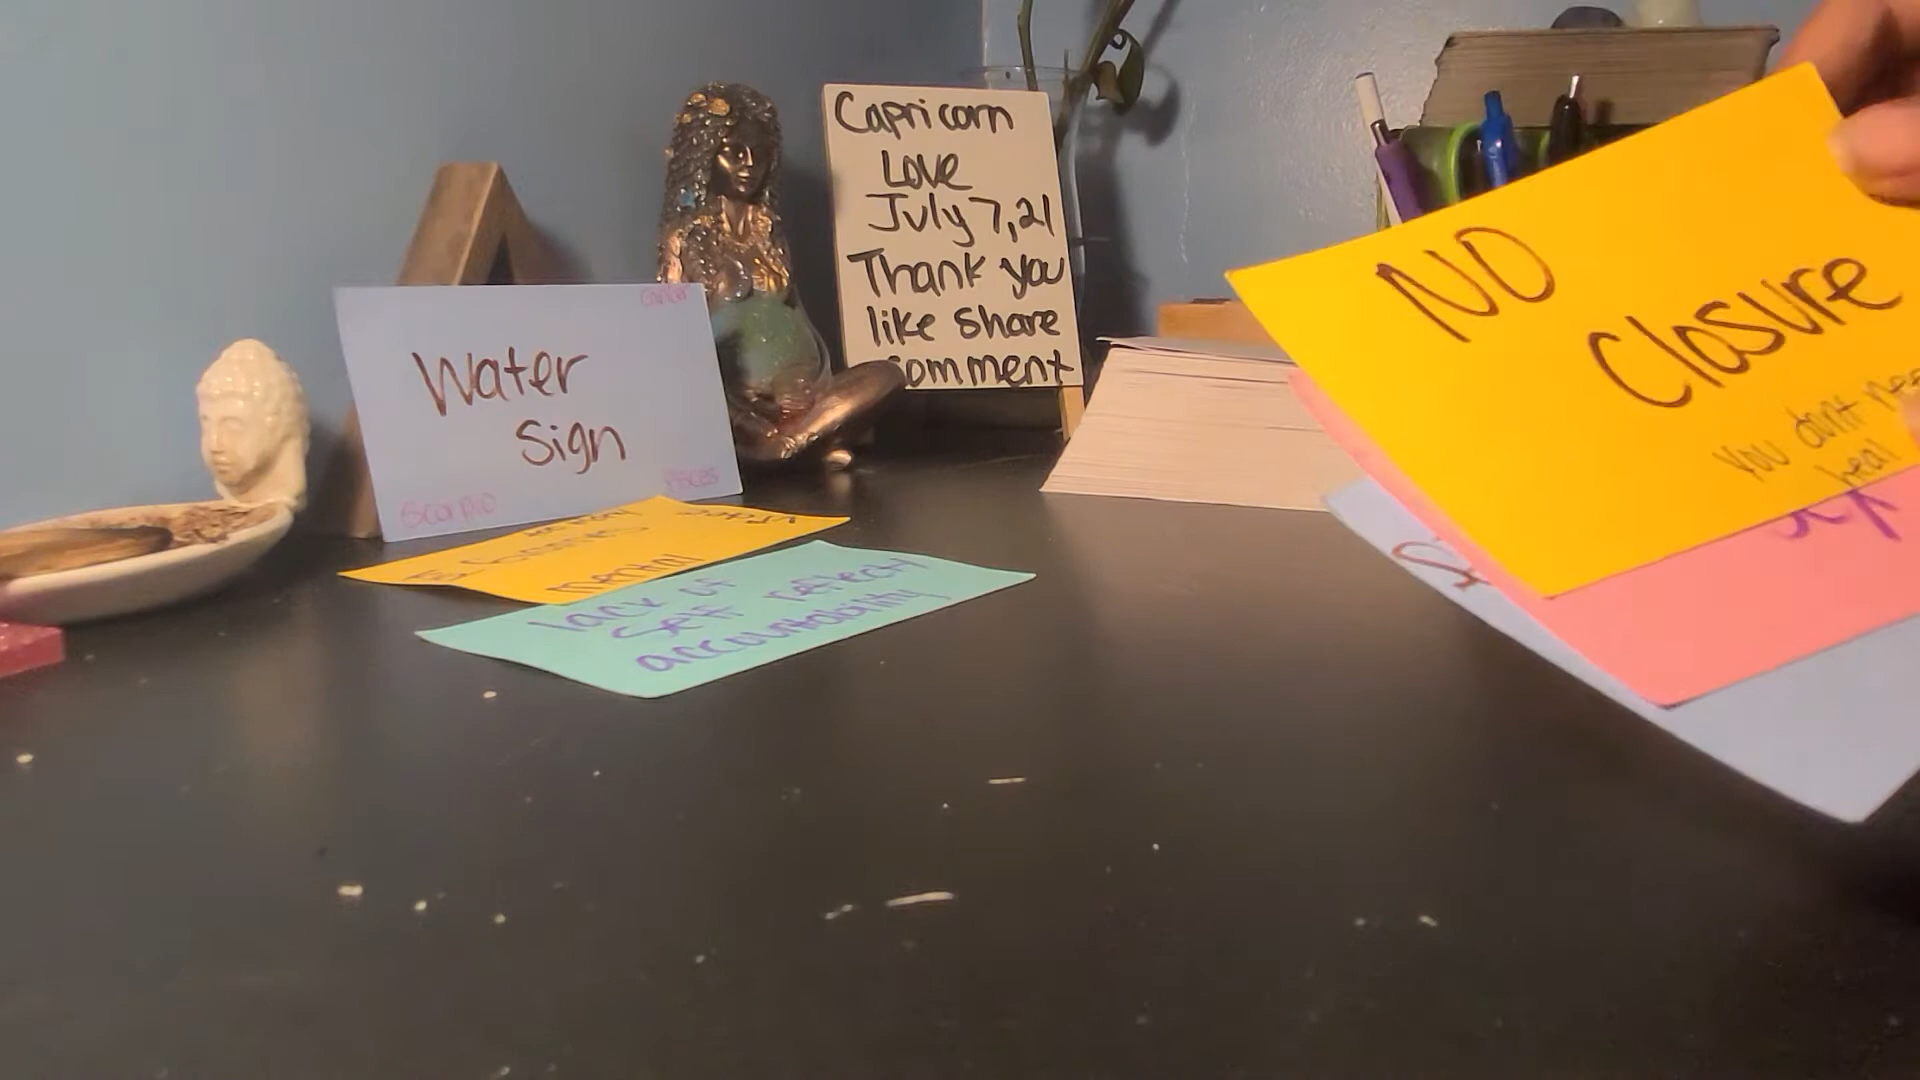 Capricorn
Love
July 7, 21
Thank you
like share
comment
Water
Sign
Cancer
Scorpio
Pisces
mental
lack of
self reflect
accountability
NO
Closure
you dont
heal